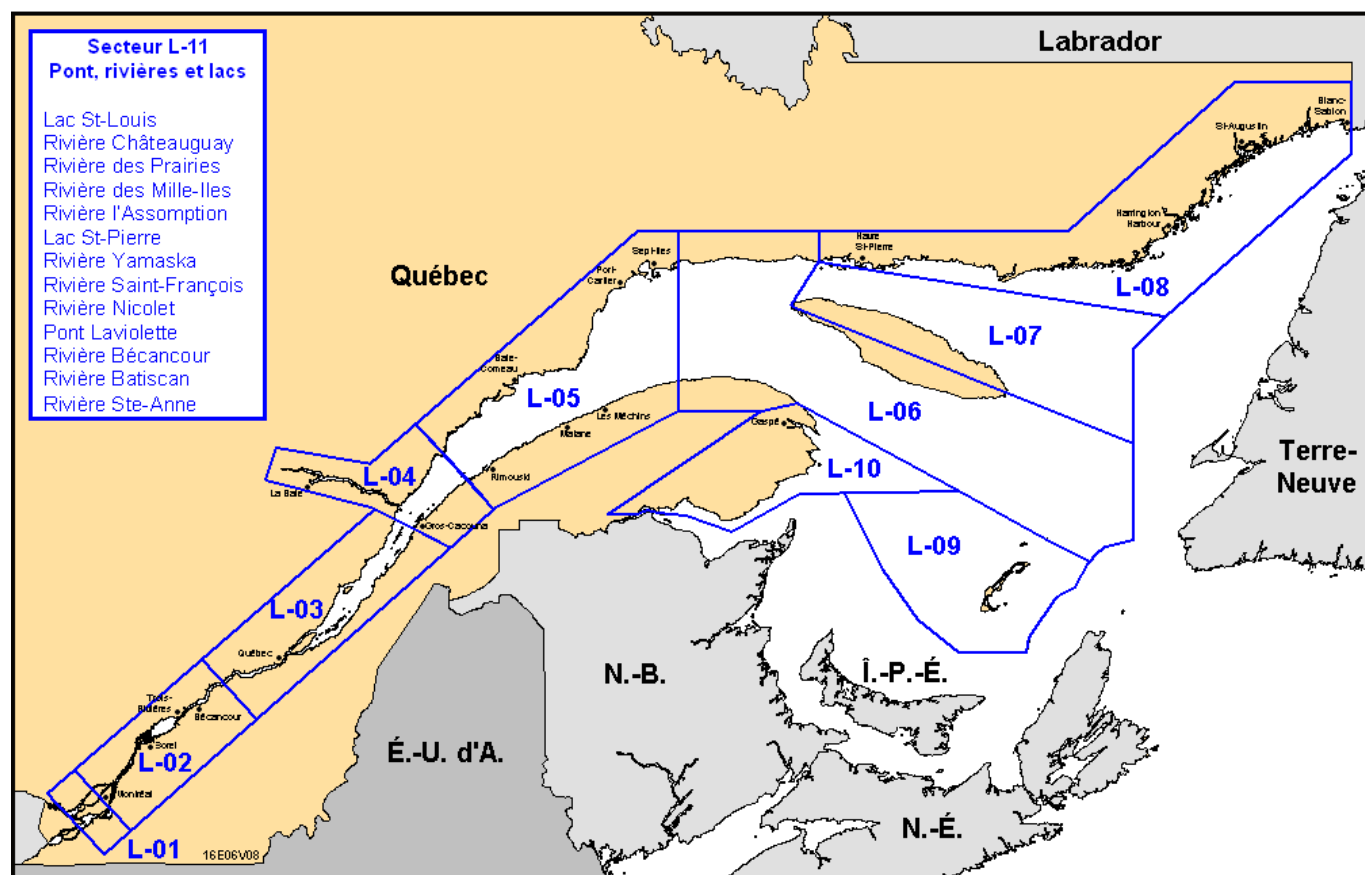 Secteur L-11
Pont, rivières et lacs
Lac St-Louis
Rivière Châteauguay
Rivière des Prairies
Rivière des Mille-Iles
Rivière l'Assomption
Lac St-Pierre
Rivière Yamaska
Rivière Saint-François
Rivière Nicolet
Pont Laviolette
Rivière Bécancour
Rivière Batiscan
Rivière Ste-Anne
Labrador
Blanc-
Sablon
St-Augustin
Harrington
Harbour
Havre
St-Pierre
Sept-Iles
Port-
Cartier
Québec
L-08
L-07
Baie-
Comeau
L-05
Les Méchins
Matane
L-06
Gaspé
Terre-
Neuve
L-04
Rimouski
L-10
La Baie
Gros-Cacouna
L-09
L-03
Québec
N.-B.
Î.-P.-É.
Trois-
Rivières
Bécancour
Sorel
É.-U. d'A.
L-02
Montréal
N.-É.
L-01
16E06V08